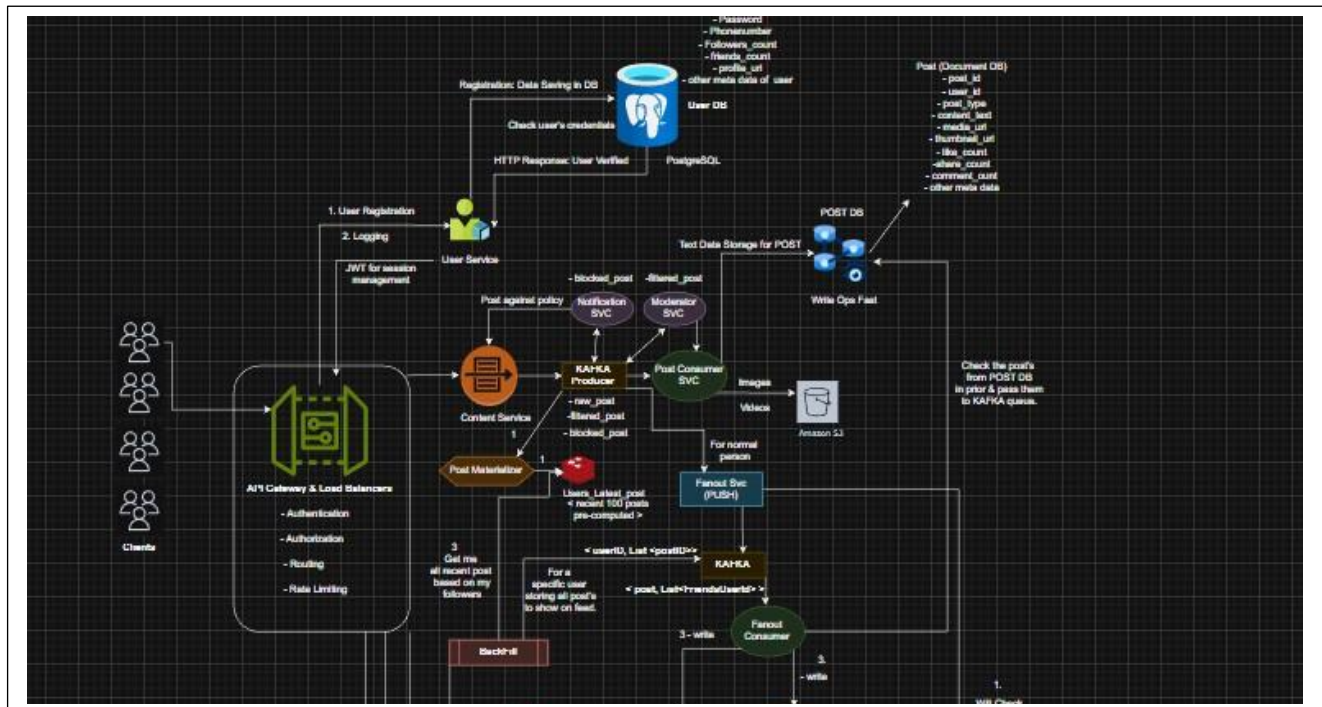 - Password
- Phonenumber
- Followers_count
- friends_count
- profile_url
- other meta data of user
User DB
Registration: Data Saving in DB
Check user's credentials
HTTP Response: User Verified
PostgreSQL
Post (Document DB)
- post_id
- user_id
- post_type
- content_text
- media_url
- thumbnail_url
- like_count
-share_count
- comment_ount
- other meta data
1. User Registration
2. Logging
User Service
JWT for session
management
POST DB
Text Data Storage for POST
Write Ops Fast
- blocked_post
-filtered_post
Post against policy
Notification
SVC
Moderator
SVC
KAFKA
Producer
Post Consumer
SVC
Content Service
- raw_post
-filtered_post
- blocked_post
Images
Videos
Amazon S3
Check the post's
from POST DB
in prior & pass them
to KAFKA queue.
1
Post Materializer
1
Users_Latest_post
< recent 100 posts
pre-computed >
For normal
person
Fanout Svc
(PUSH)
API Gateway & Load Balancers
- Authentication
- Authorization
- Routing
- Rate Limiting
Clients
3
Get me
all recent post
based on my
followers
For a
specific user
storing all post's
to show on feed.
< userID, List <postID>>
KAFKA
< post, List<FriendsUserId> >
Fanout
Consumer
BackFill
3 - write
3.
- write
1.
Will Check